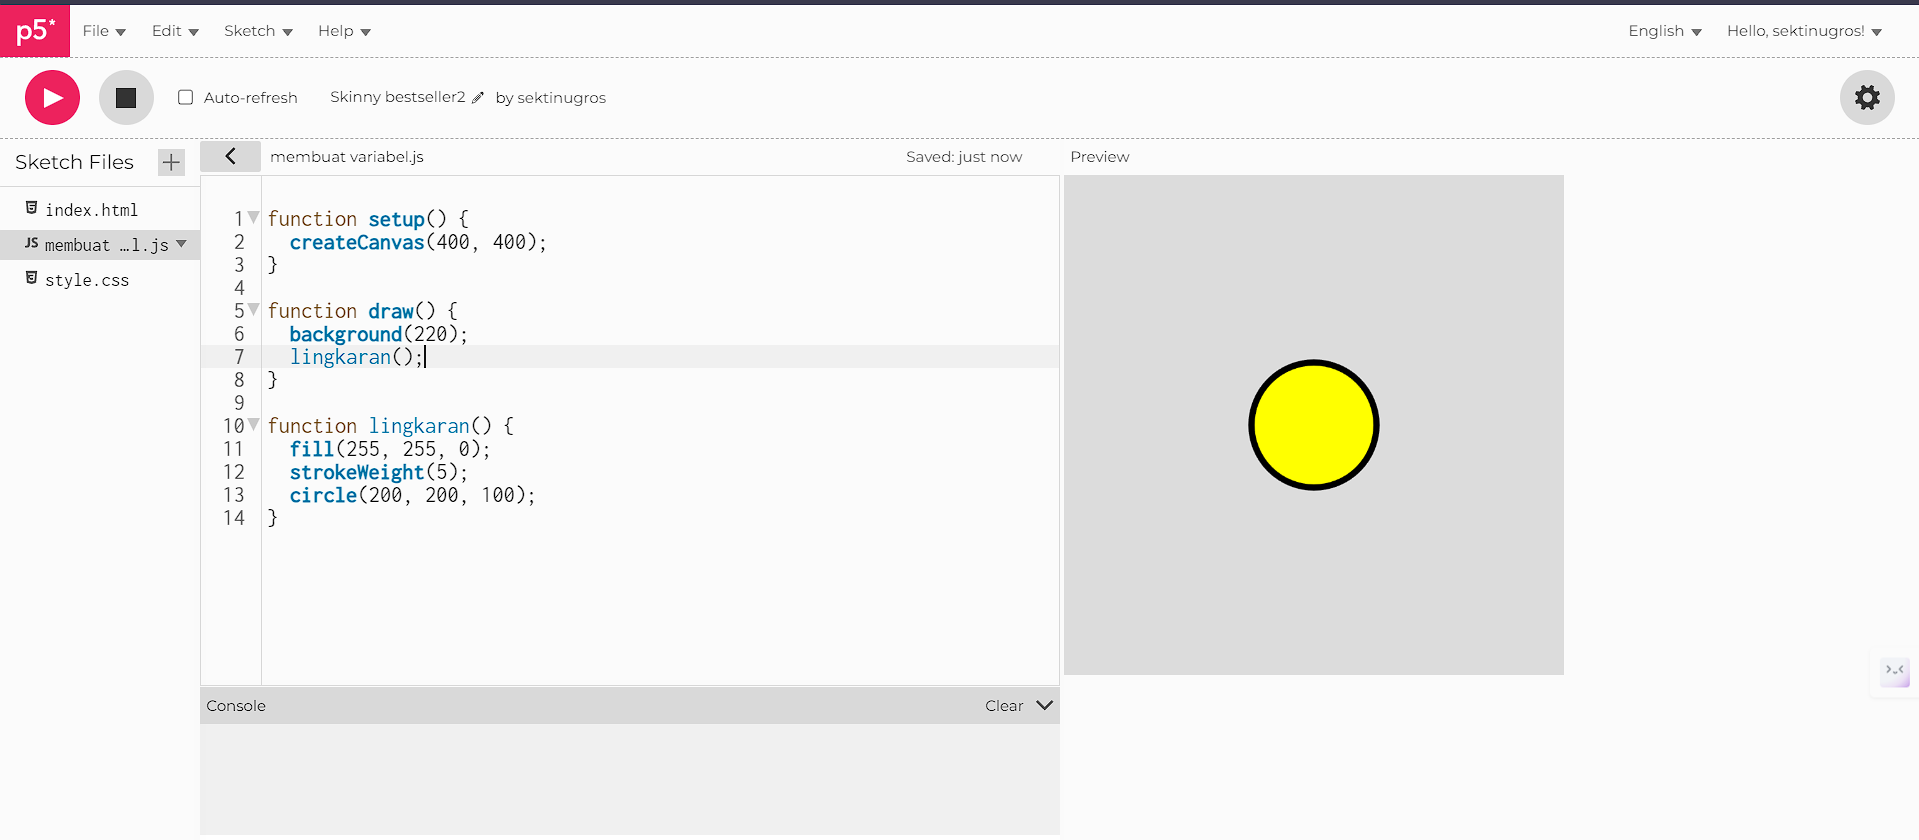 p5* File Edit Sketch Help English Hello, sektinugros!
Auto-refresh Skinny bestseller2 by sektinugros
Sketch Files
index.html
JS membuat …l.js
style.css
membuat variabel.js Saved: just now
1 function setup() {
2 createCanvas(400, 400);
3 }
4
5 function draw() {
6 background(220);
7 lingkaran();
8 }
9
10 function lingkaran() {
11 fill(255, 255, 0);
12 strokeWeight(5);
13 circle(200, 200, 100);
14 }
Console Clear
Preview